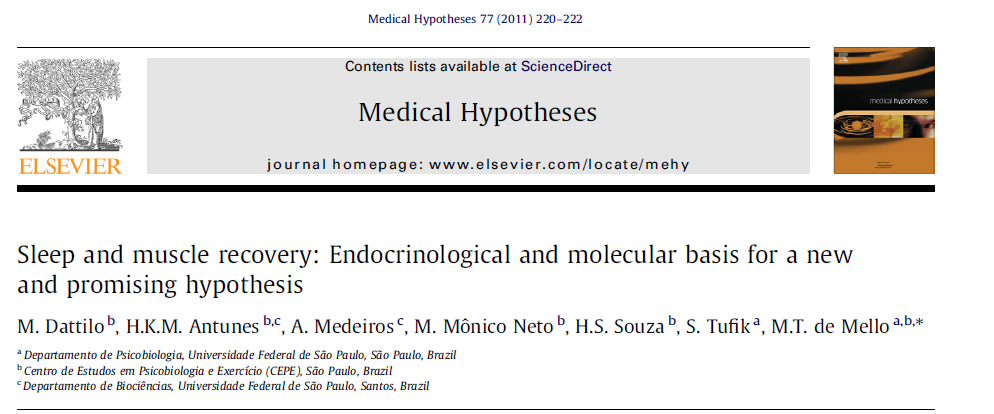 Medical Hypotheses 77 (2011) 220–222
Contents lists available at ScienceDirect
Medical Hypotheses
journal homepage: www.elsevier.com/locate/mehy
ELSEVIER
medical hypotheses
Sleep and muscle recovery: Endocrinological and molecular basis for a new
and promising hypothesis
M. Dattilo b, H.K.M. Antunes b,c, A. Medeiros c, M. Mônico Neto b, H.S. Souza b, S. Tufik a, M.T. de Mello a,b,*
a Departamento de Psicobiologia, Universidade Federal de São Paulo, São Paulo, Brazil
b Centro de Estudos em Psicobiologia e Exercício (CEPE), São Paulo, Brazil
c Departamento de Biociências, Universidade Federal de São Paulo, Santos, Brazil